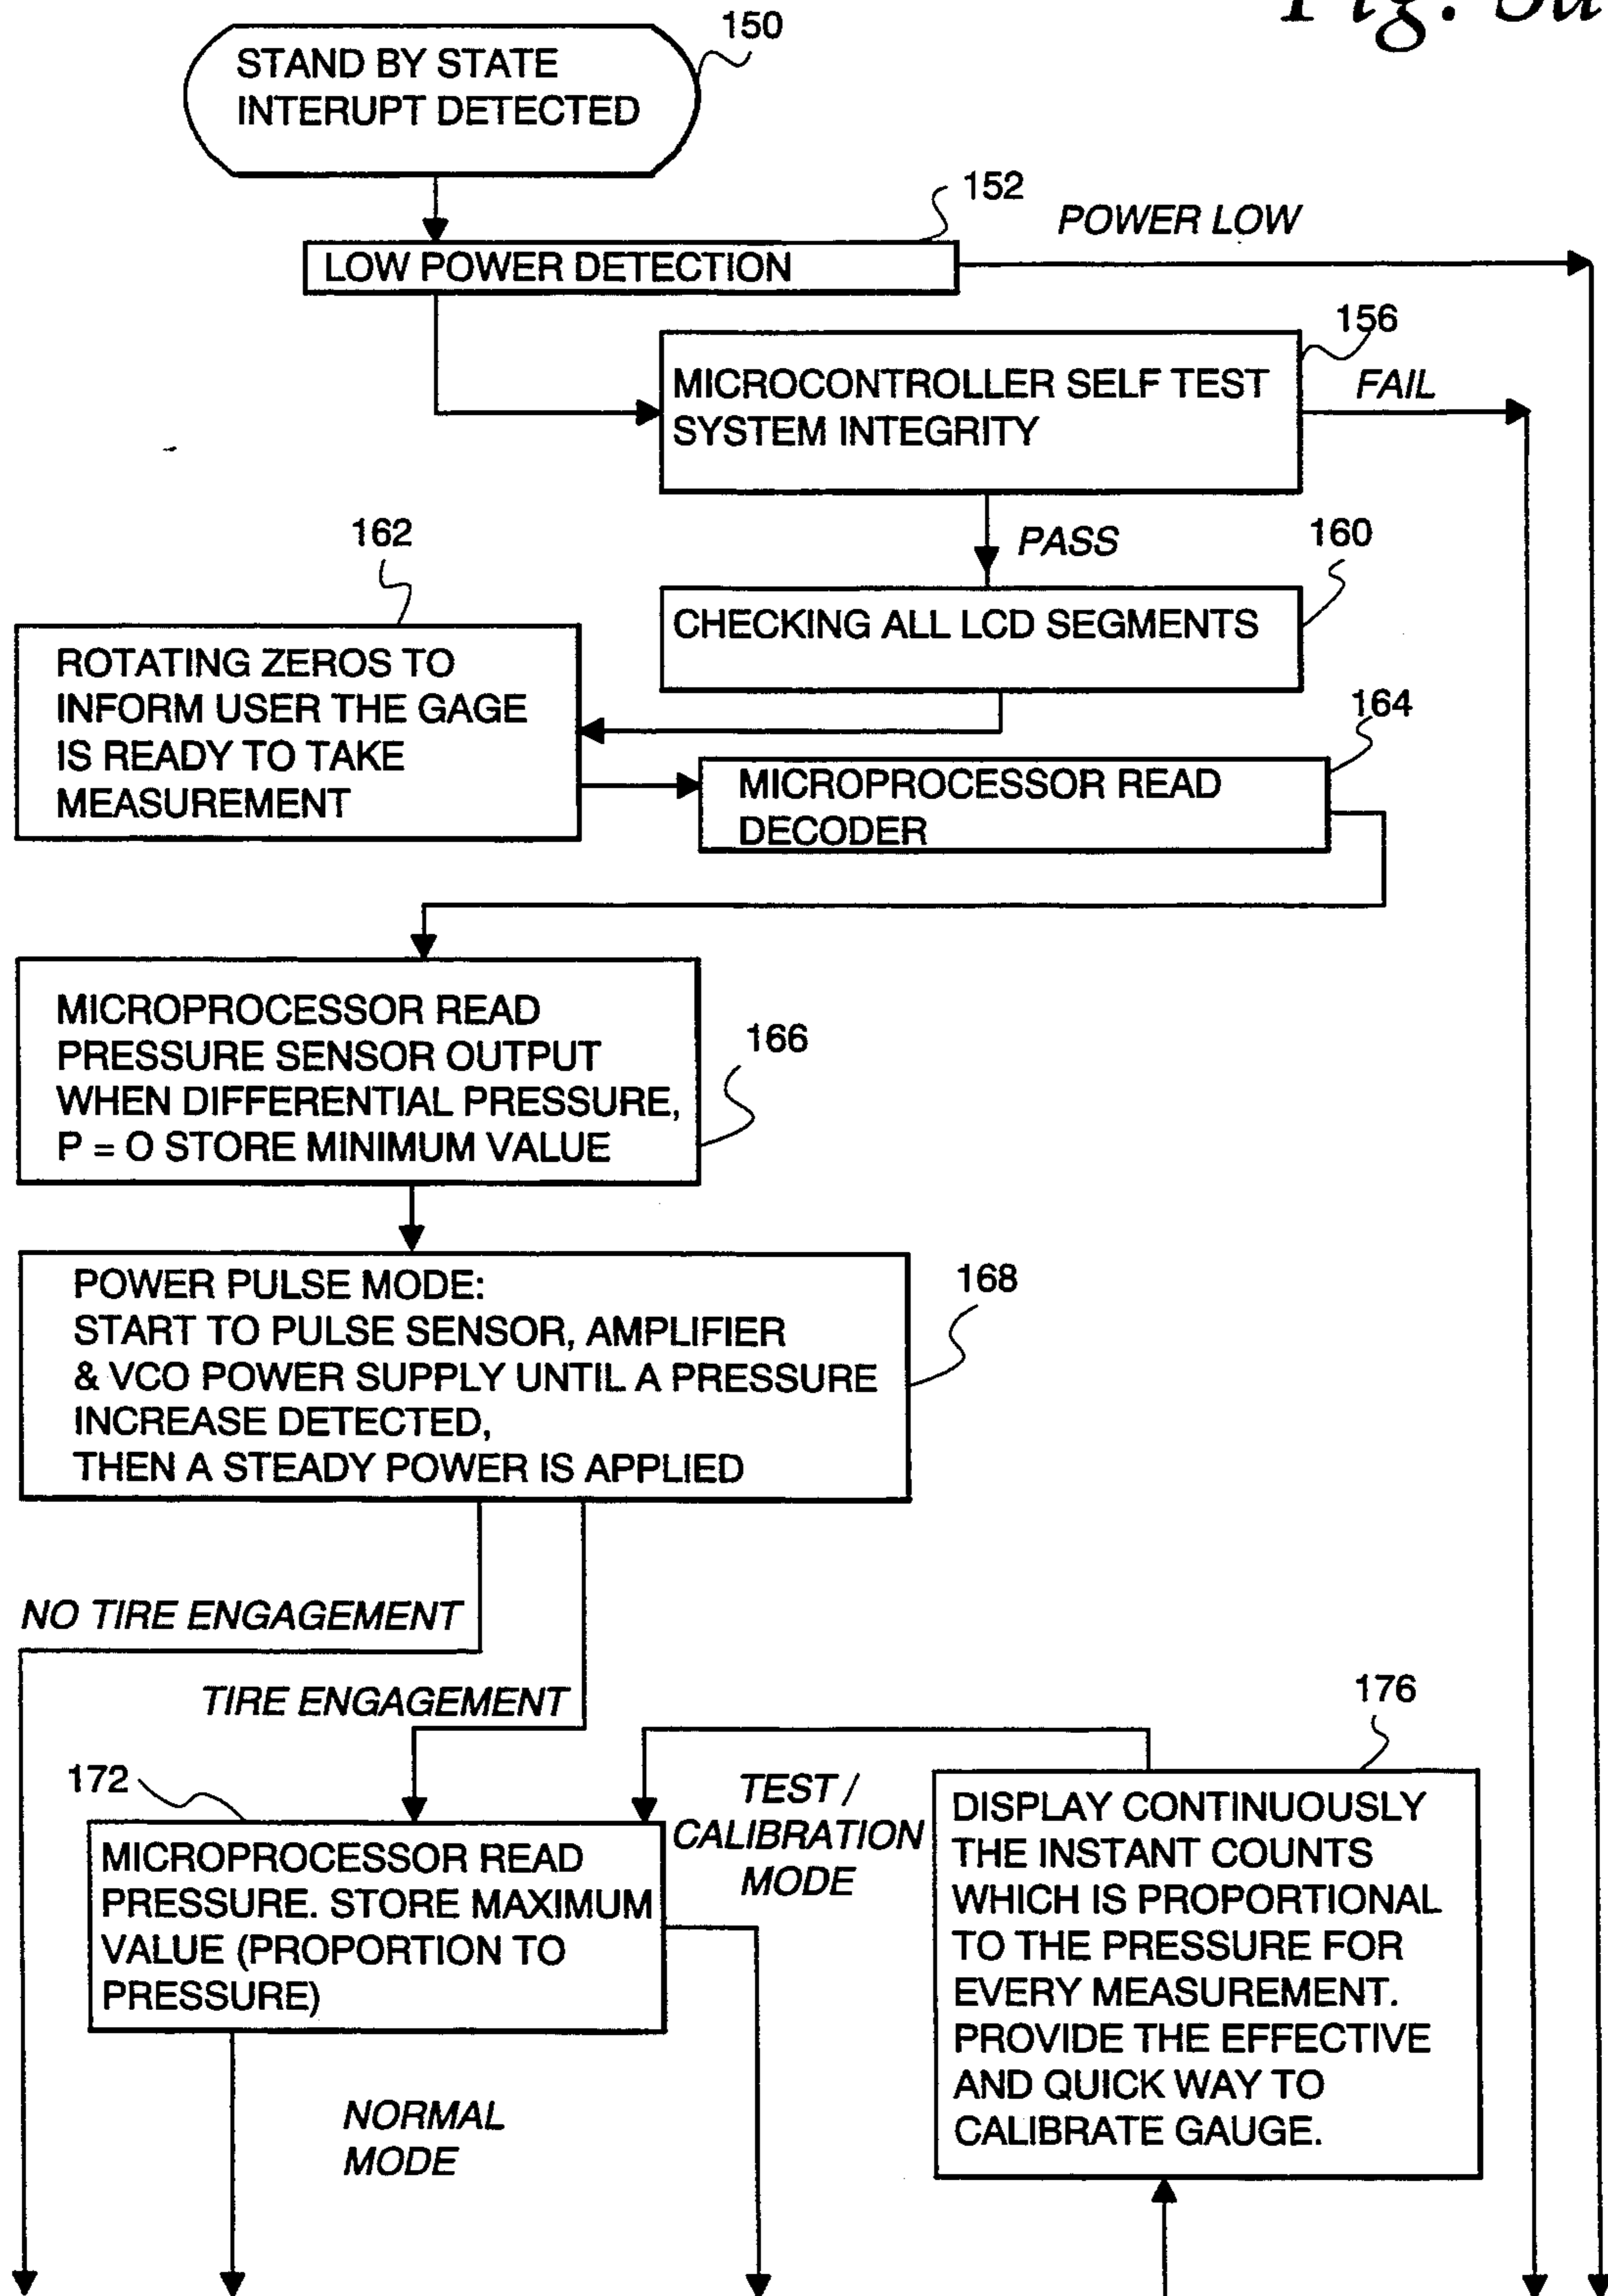 Fig. 5a
150
STAND BY STATE
INTERUPT DETECTED
152
POWER LOW
LOW POWER DETECTION
156
MICROCONTROLLER SELF TEST
SYSTEM INTEGRITY
FAIL
PASS
162
160
CHECKING ALL LCD SEGMENTS
ROTATING ZEROS TO
INFORM USER THE GAGE
IS READY TO TAKE
MEASUREMENT
164
MICROPROCESSOR READ
DECODER
MICROPROCESSOR READ
PRESSURE SENSOR OUTPUT
WHEN DIFFERENTIAL PRESSURE,
P = O STORE MINIMUM VALUE
166
POWER PULSE MODE:
START TO PULSE SENSOR, AMPLIFIER
& VCO POWER SUPPLY UNTIL A PRESSURE
INCREASE DETECTED,
THEN A STEADY POWER IS APPLIED
168
NO TIRE ENGAGEMENT
TIRE ENGAGEMENT
172
MICROPROCESSOR READ
PRESSURE. STORE MAXIMUM
VALUE (PROPORTION TO
PRESSURE)
TEST /
CALIBRATION
MODE
176
DISPLAY CONTINUOUSLY
THE INSTANT COUNTS
WHICH IS PROPORTIONAL
TO THE PRESSURE FOR
EVERY MEASUREMENT.
PROVIDE THE EFFECTIVE
AND QUICK WAY TO
CALIBRATE GAUGE.
NORMAL
MODE